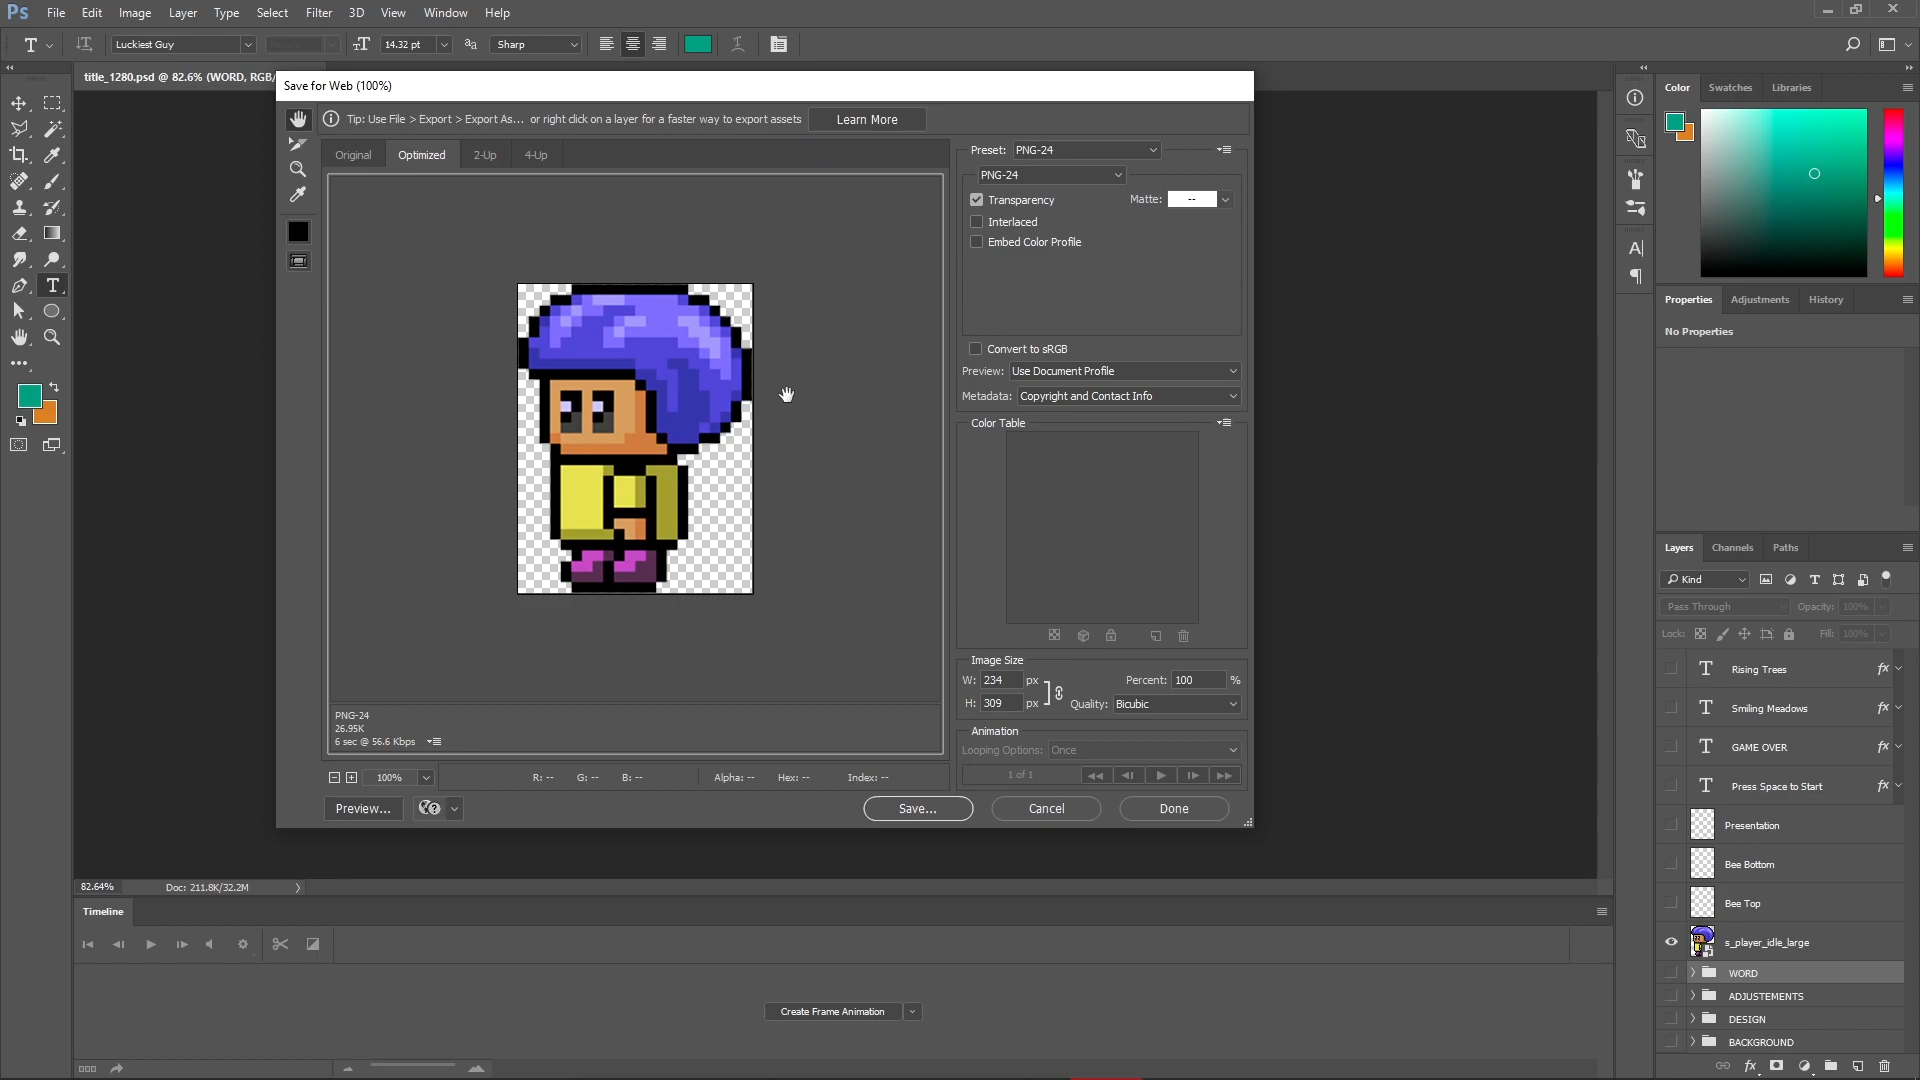 Ps File Edit Image Layer Type Select Filter 3D View Window Help
T Luckiest Guy 14.32 pt Sharp
title_1280.psd @ 82.6% (WORD, RGB/
Save for Web (100%)
Tip: Use File > Export > Export As... or right click on a layer for a faster way to export assets Learn More
Original Optimized 2-Up 4-Up
Preset: PNG-24
PNG-24
Transparency Matte: --
Interlaced
Embed Color Profile
Convert to sRGB
Preview: Use Document Profile
Metadata: Copyright and Contact Info
Color Table
Image Size
W: 234 px Percent: 100 %
H: 309 px Quality: Bicubic
Animation
Looping Options: Once
1 of 1
PNG-24
26.95K
6 sec @ 56.6 Kbps
100% R: -- G: -- B: -- Alpha: -- Hex: -- Index: --
Preview... Save... Cancel Done
82.64% Doc: 211.8K/32.2M
Timeline
Create Frame Animation
Color Swatches Libraries
Properties Adjustments History
No Properties
Layers Channels Paths
Kind
Pass Through Opacity: 100%
Lock: Fill: 100%
T Rising Trees fx
T Smiling Meadows fx
T GAME OVER fx
T Press Space to Start fx
Presentation
Bee Bottom
Bee Top
s_player_idle_large
WORD
ADJUSTEMENTS
DESIGN
BACKGROUND
fx